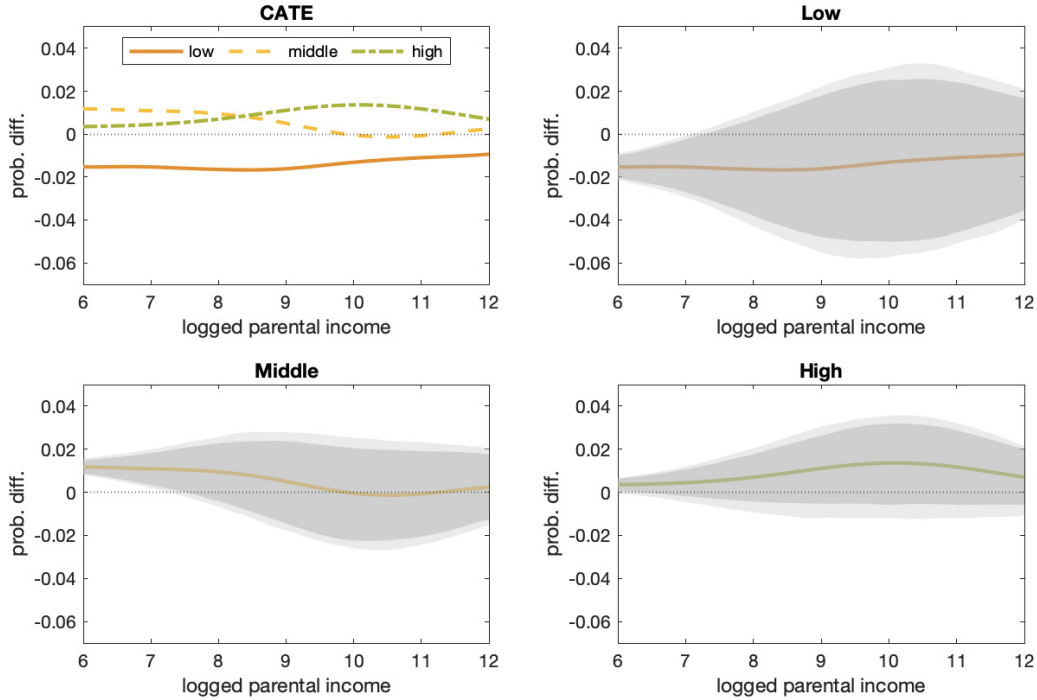 CATE
low middle high
prob. diff.
0.04
0.02
0
-0.02
-0.04
-0.06
6 7 8 9 10 11 12
logged parental income
Low
prob. diff.
0.04
0.02
0
-0.02
-0.04
-0.06
6 7 8 9 10 11 12
logged parental income
Middle
prob. diff.
0.04
0.02
0
-0.02
-0.04
-0.06
6 7 8 9 10 11 12
logged parental income
High
prob. diff.
0.04
0.02
0
-0.02
-0.04
-0.06
6 7 8 9 10 11 12
logged parental income